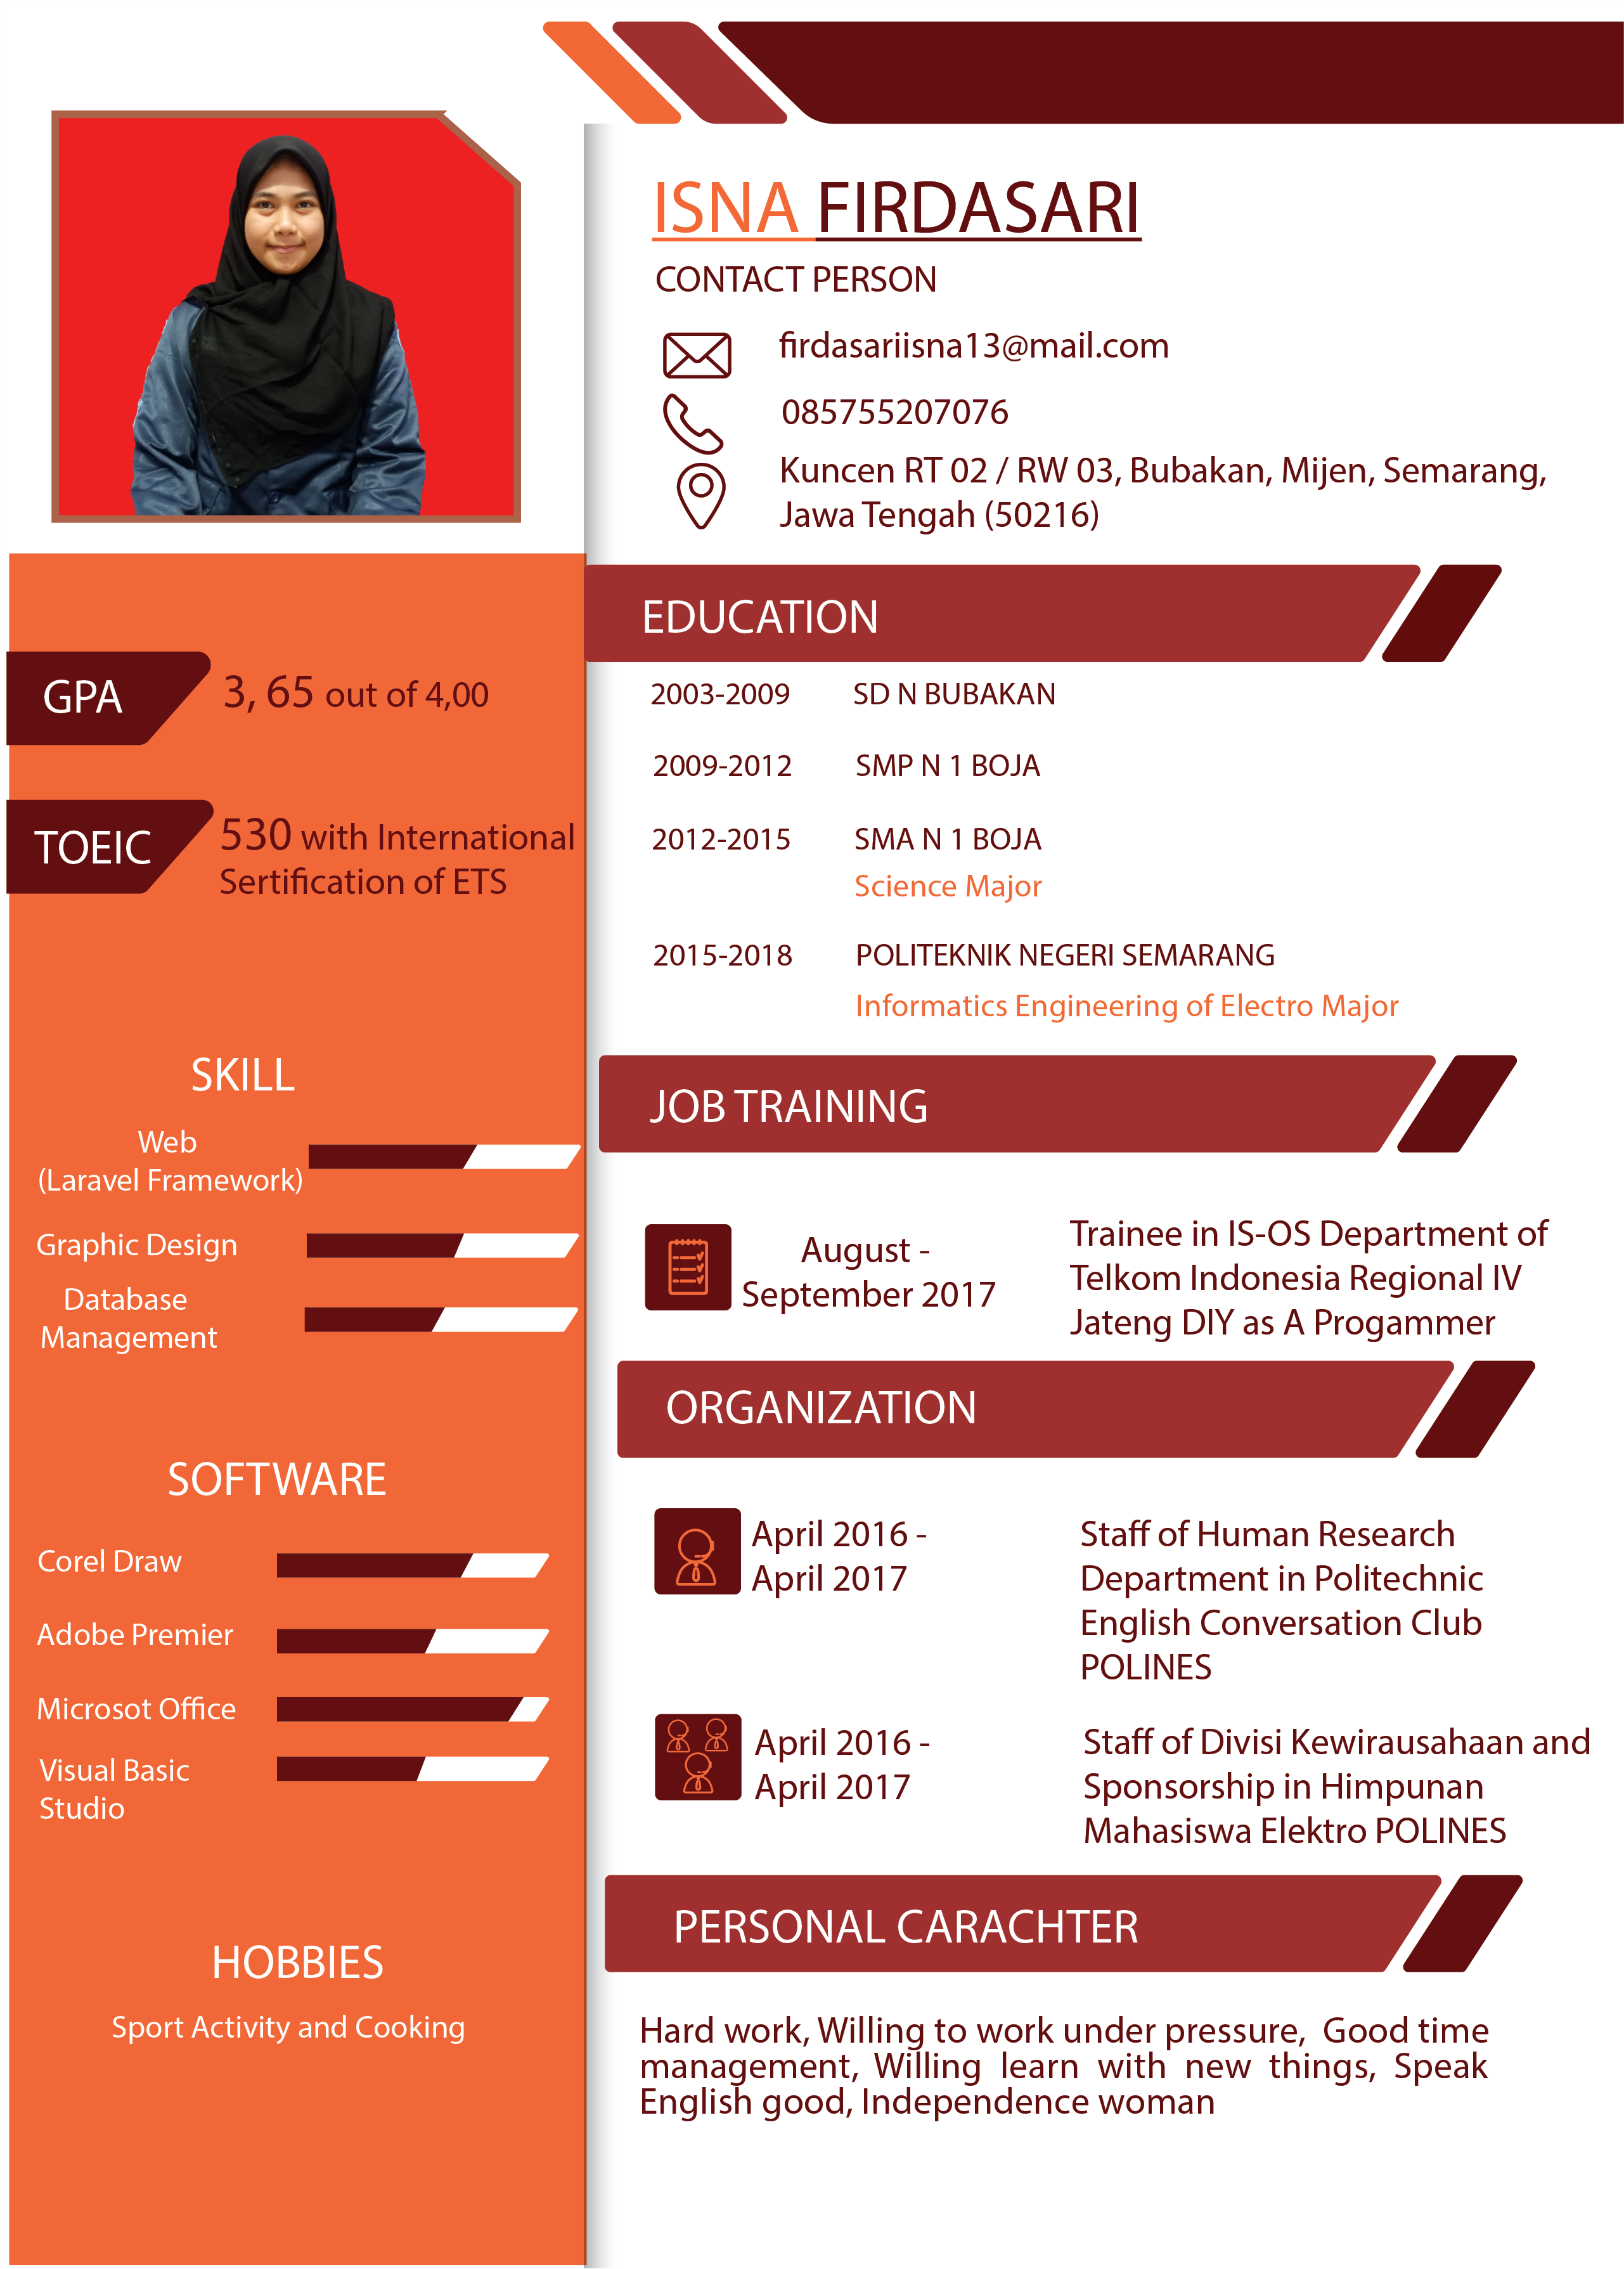 ISNA FIRDASARI
CONTACT PERSON
firdasariisna13@mail.com
085755207076
Kuncen RT 02 / RW 03, Bubakan, Mijen, Semarang,
Jawa Tengah (50216)
GPA
3, 65 out of 4,00
TOEIC
530 with International
Sertification of ETS
SKILL
Web
(Laravel Framework)
Graphic Design
Database
Management
SOFTWARE
Corel Draw
Adobe Premier
Microsot Office
Visual Basic
Studio
HOBBIES
Sport Activity and Cooking
EDUCATION
2003-2009 SD N BUBAKAN
2009-2012 SMP N 1 BOJA
2012-2015 SMA N 1 BOJA
Science Major
2015-2018 POLITEKNIK NEGERI SEMARANG
Informatics Engineering of Electro Major
JOB TRAINING
August -
September 2017
Trainee in IS-OS Department of
Telkom Indonesia Regional IV
Jateng DIY as A Progammer
ORGANIZATION
April 2016 -
April 2017
Staff of Human Research
Department in Politechnic
English Conversation Club
POLINES
April 2016 -
April 2017
Staff of Divisi Kewirausahaan and
Sponsorship in Himpunan
Mahasiswa Elektro POLINES
PERSONAL CARACHTER
Hard work, Willing to work under pressure, Good time
management, Willing learn with new things, Speak
English good, Independence woman